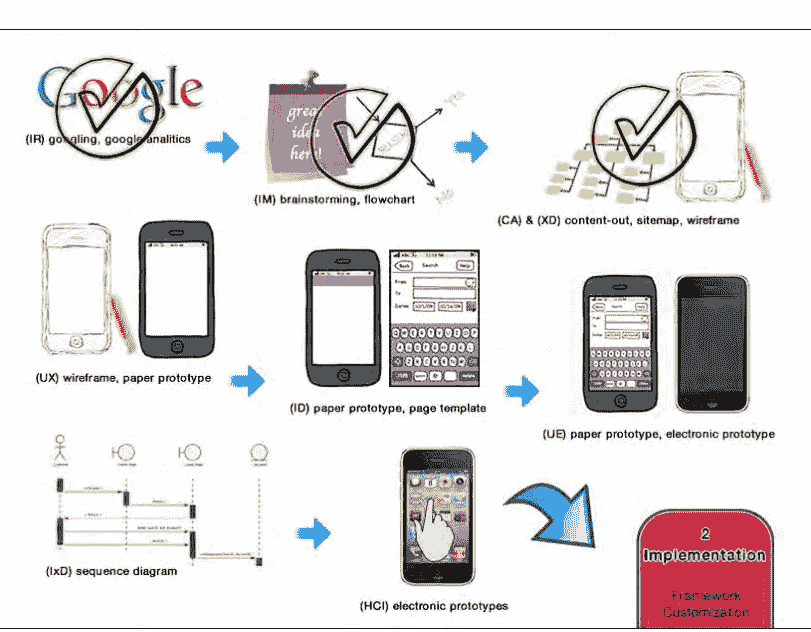 Google
(IR) googling, google analitics
great
idea
here!
Yes
No
(IM) brainstorming, flowchart
(CA) & (XD) content-out, sitemap, wireframe
(UX) wireframe, paper prototype
Back Search Help
From
To
Dates
(ID) paper prototype, page template
(UE) paper prototype, electronic prototype
(IxD) sequence diagram
(HCI) electronic prototypes
2
Implementation
Framework
Customization